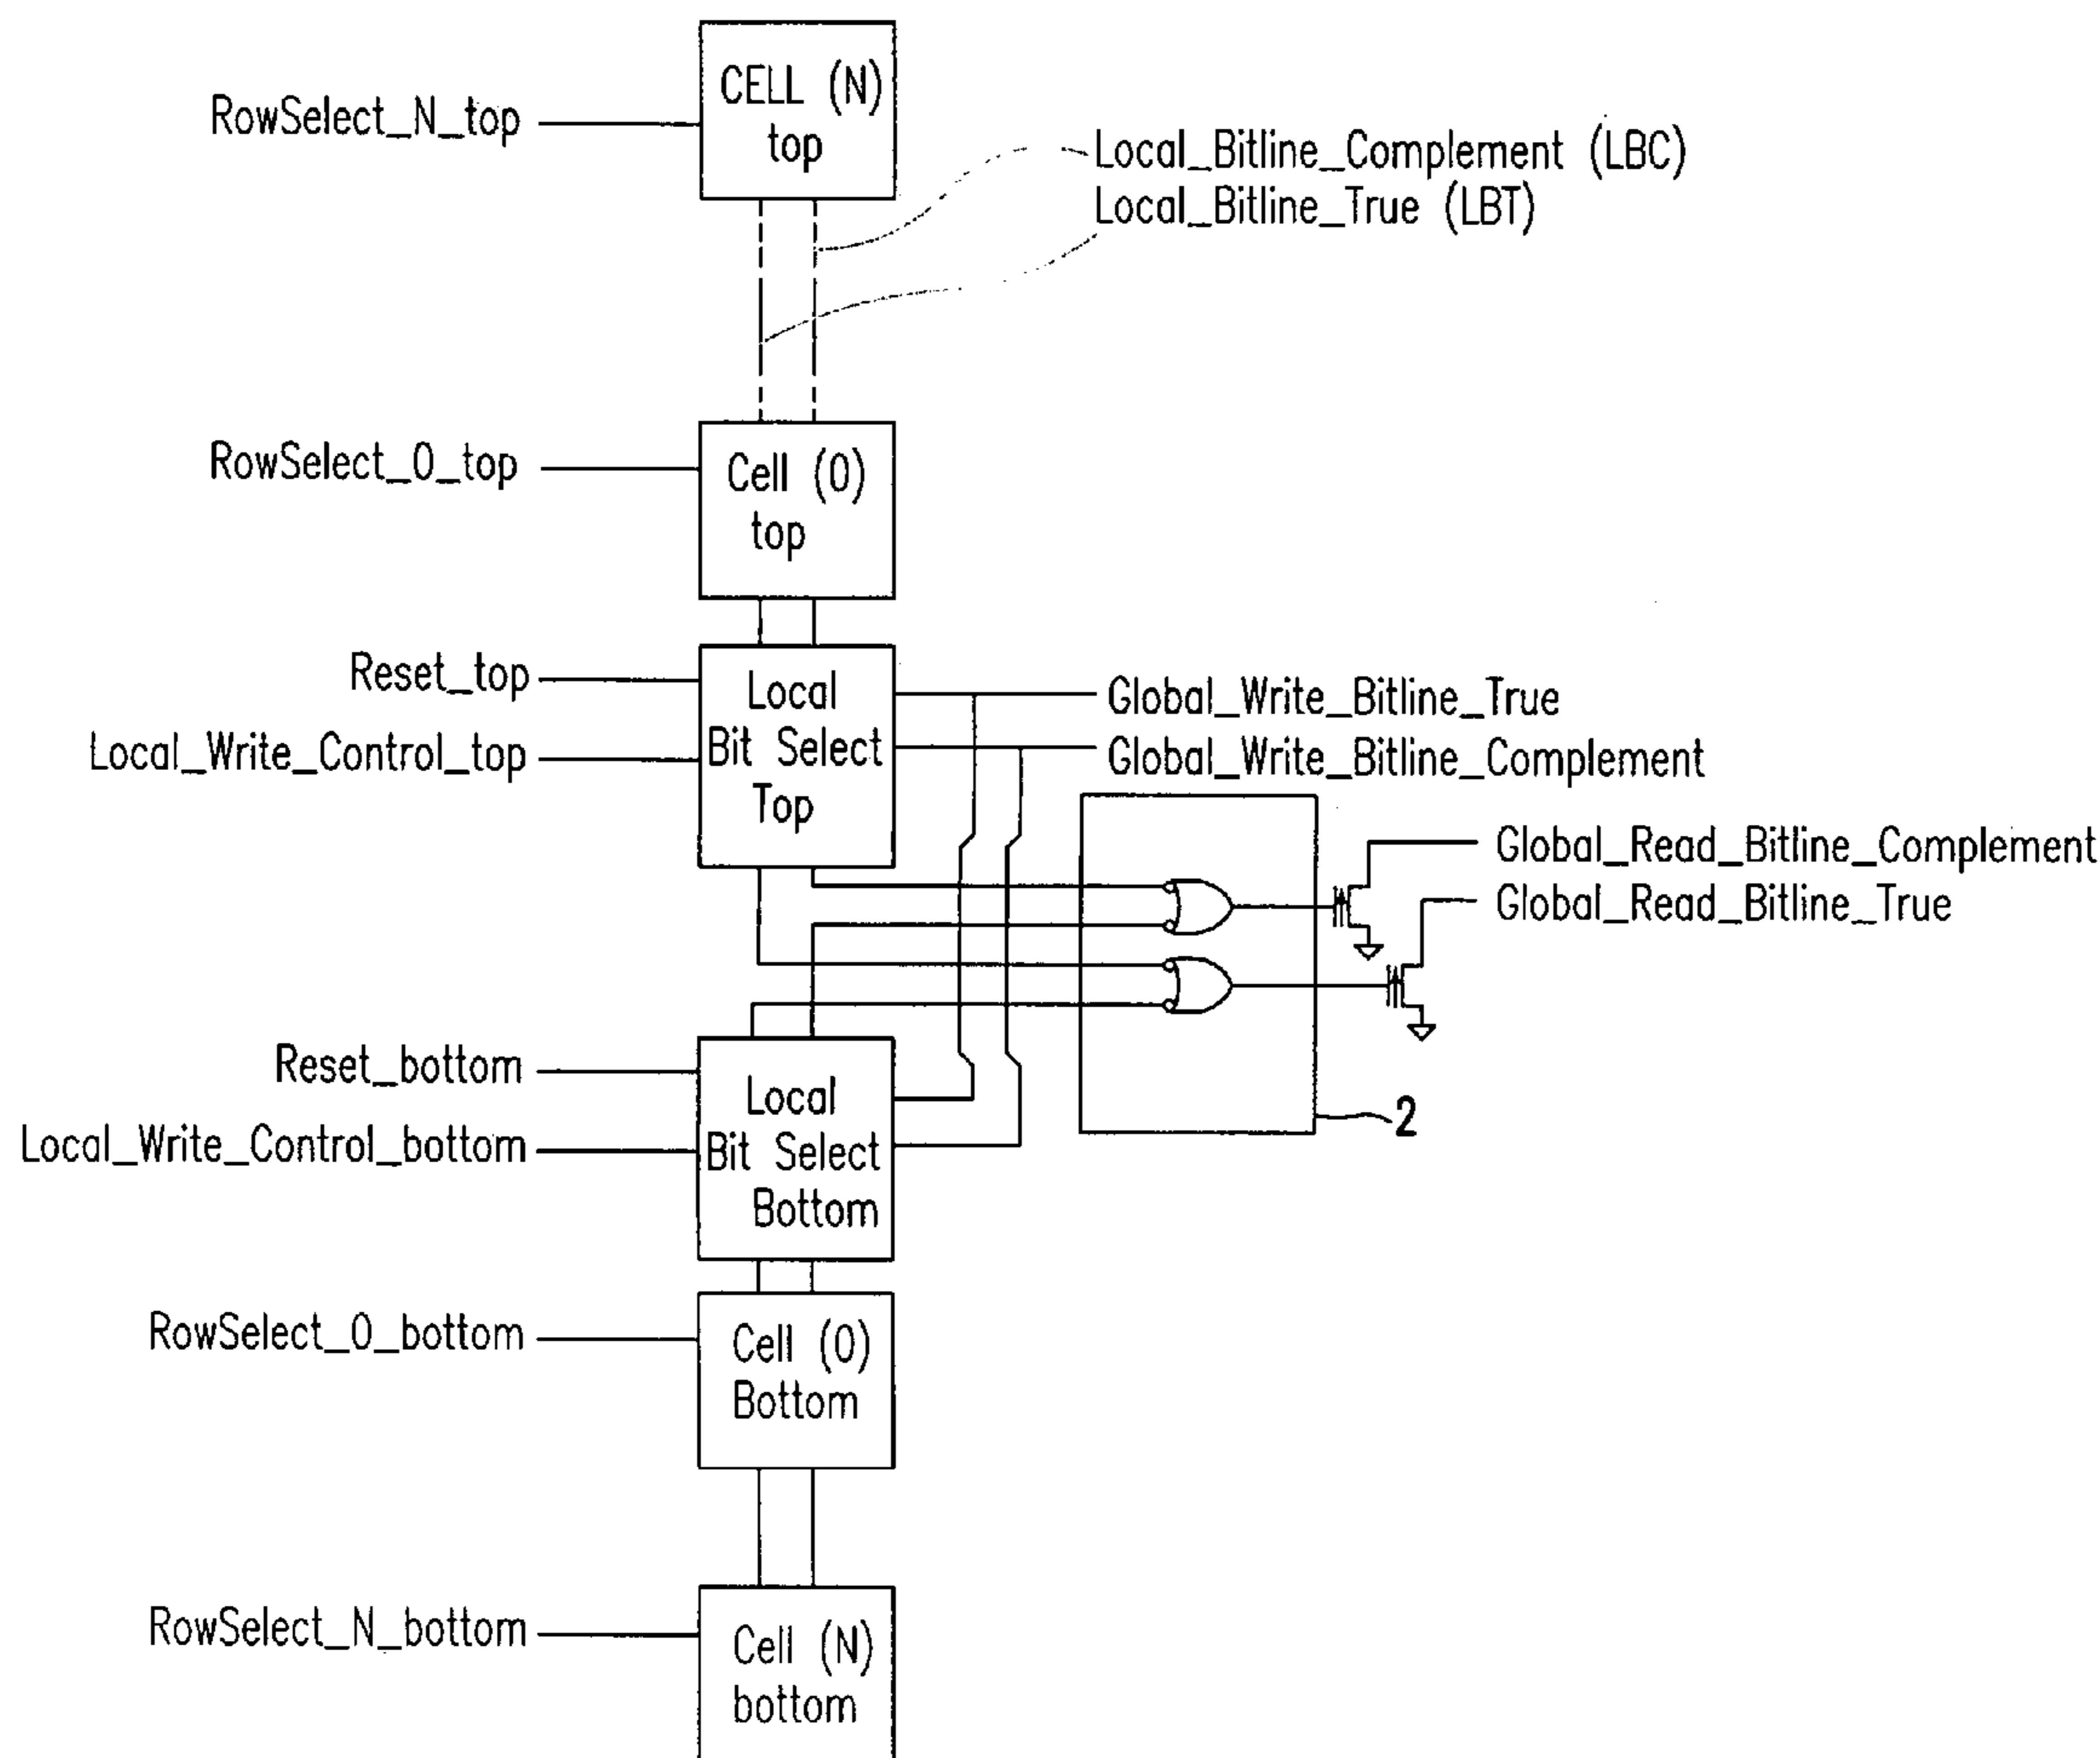 CELL (N)
top
RowSelect_N_top
Local_Bitline_Complement (LBC)
Local_Bitline_True (LBT)
RowSelect_0_top
Cell (0)
top
Reset_top
Local_Write_Control_top
Local
Bit Select
Top
Global_Write_Bitline_True
Global_Write_Bitline_Complement
Global_Read_Bitline_Complement
Global_Read_Bitline_True
2
Reset_bottom
Local_Write_Control_bottom
Local
Bit Select
Bottom
RowSelect_0_bottom
Cell (0)
Bottom
RowSelect_N_bottom
Cell (N)
bottom